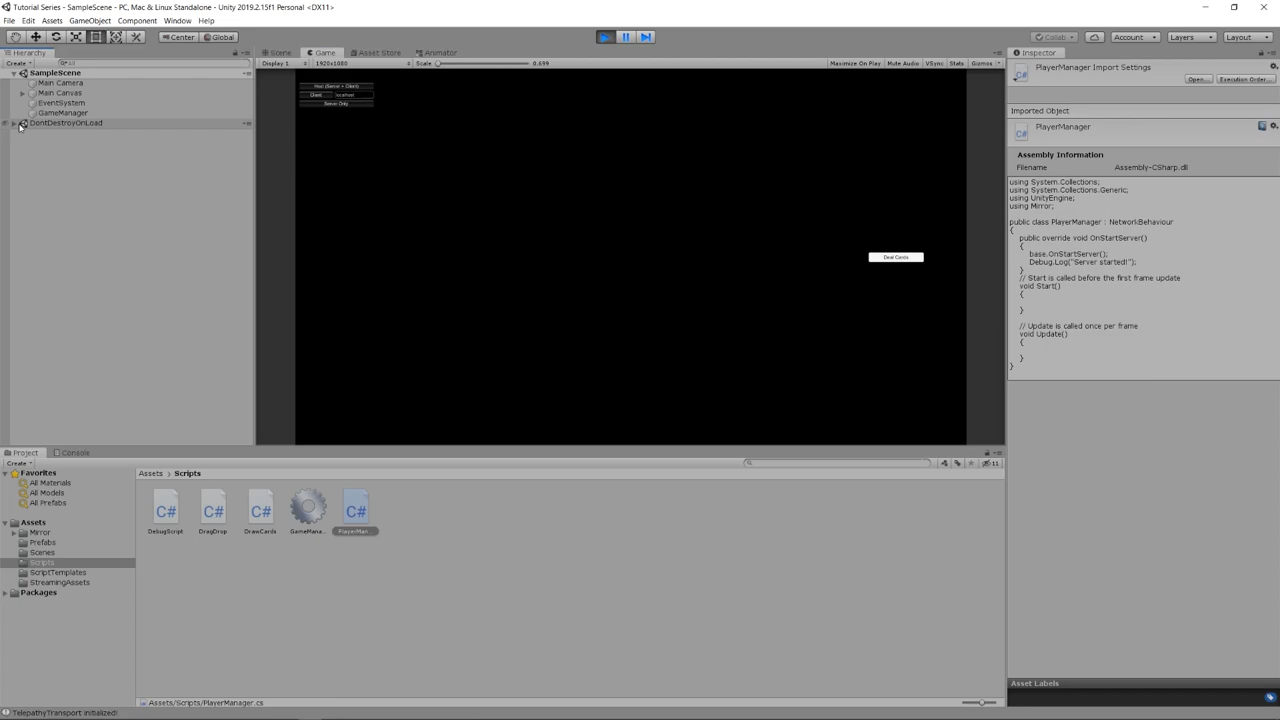 Tutorial Series - SampleScene - PC, Mac & Linux Standalone - Unity 2019.2.15f1 Personal <DX11>
File Edit Assets GameObject Component Window Help
Center Global
Collab Account Layers Layout
Hierarchy
Create
All
SampleScene
Main Camera
Main Canvas
EventSystem
GameManager
DontDestroyOnLoad
Scene Game Asset Store Animator
Display 1 1920x1080 Scale 0.699 Maximize On Play Mute Audio VSync Stats Gizmos
Host (Server + Client)
Client localhost
Server Only
Deal Cards
Inspector
PlayerManager Import Settings
Open... Execution Order...
Imported Object
PlayerManager
Assembly Information
Filename Assembly-CSharp.dll
using System.Collections;
using System.Collections.Generic;
using UnityEngine;
using Mirror;
public class PlayerManager : NetworkBehaviour
{
public override void OnStartServer()
{
base.OnStartServer();
Debug.Log("Server started!");
}
// Start is called before the first frame update
void Start()
{
}
// Update is called once per frame
void Update()
{
}
}
Asset Labels
Project Console
Create
11
Favorites
All Materials
All Models
All Prefabs
Assets
Mirror
Prefabs
Scenes
Scripts
ScriptTemplates
StreamingAssets
Packages
Assets > Scripts
C# C# C# C#
DebugScript DragDrop DrawCards GameMana... PlayerMan...
Assets/Scripts/PlayerManager.cs
TelepathyTransport initialized!